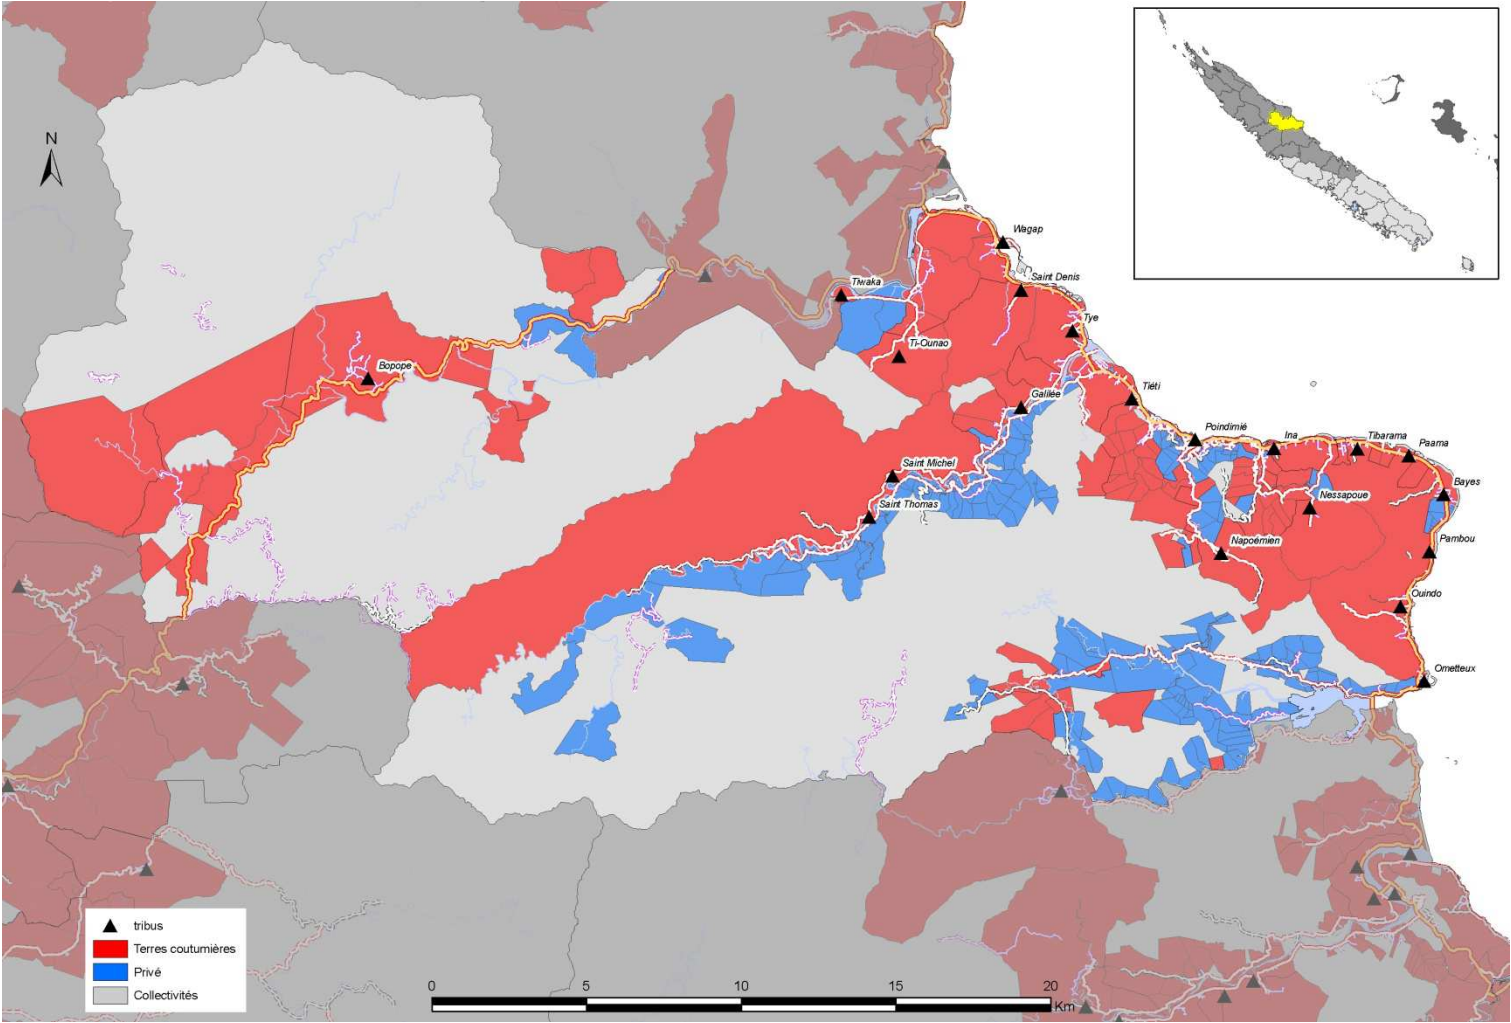 N
Wagap
Saint Denis
Tiwaka
Tye
Ti-Ounao
Bopope
Galilée
Tiéti
Poindimié
Ina
Tibarama
Paama
Saint Michel
Bayes
Saint Thomas
Nessapoue
Napoémien
Pambou
Ouindo
Ometteux
tribus
Terres coutumières
Privé
Collectivités
0 5 10 15 20
Km